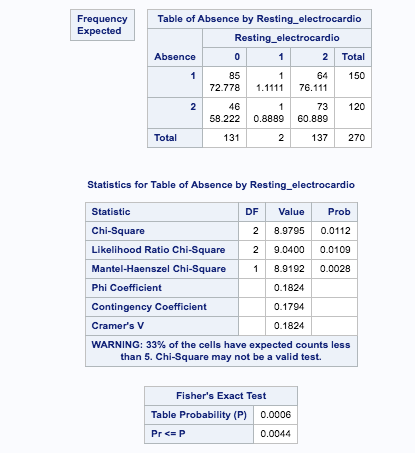 Frequency
Expected
Table of Absence by Resting_electrocardio
Resting_electrocardio
Absence 0 1 2 Total
1 85 1 64 150
72.778 1.1111 76.111
2 46 1 73 120
58.222 0.8889 60.889
Total 131 2 137 270
Statistics for Table of Absence by Resting_electrocardio
Statistic DF Value Prob
Chi-Square 2 8.9795 0.0112
Likelihood Ratio Chi-Square 2 9.0400 0.0109
Mantel-Haenszel Chi-Square 1 8.9192 0.0028
Phi Coefficient 0.1824
Contingency Coefficient 0.1794
Cramer's V 0.1824
WARNING: 33% of the cells have expected counts less
than 5. Chi-Square may not be a valid test.
Fisher's Exact Test
Table Probability (P) 0.0006
Pr <= P 0.0044